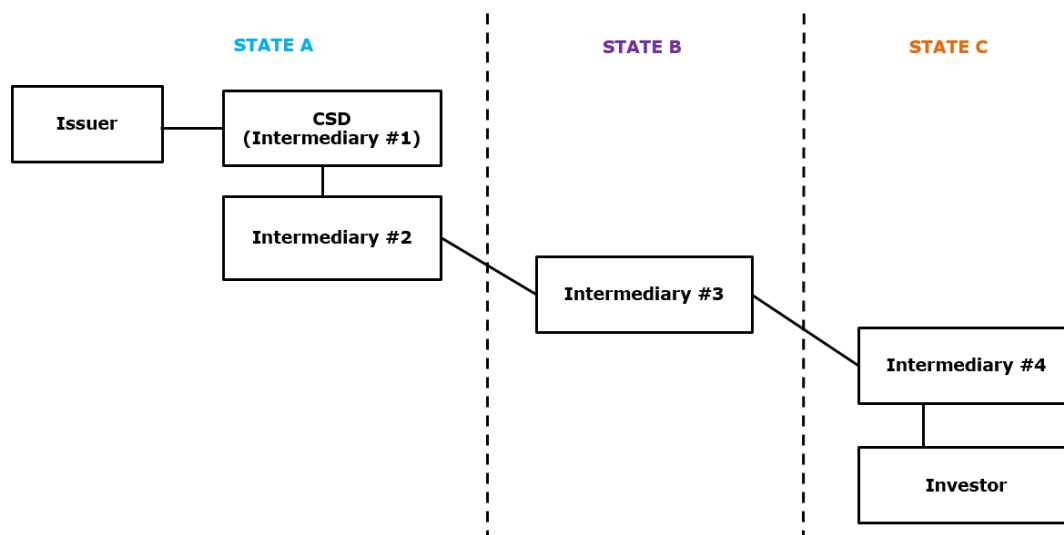 STATE A
STATE B
STATE C
Issuer
CSD
(Intermediary #1)
Intermediary #2
Intermediary #3
Intermediary #4
Investor